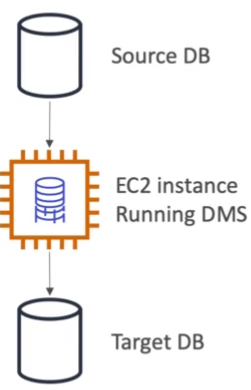 Source DB
EC2 instance
Running DMS
Target DB